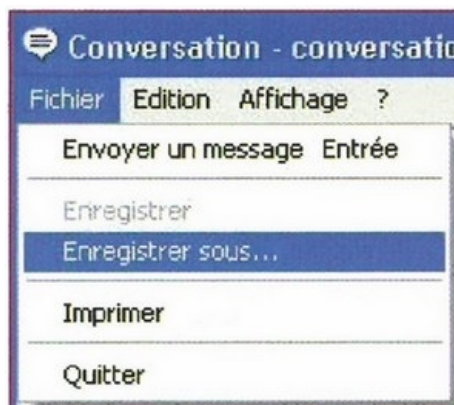 Conversation - conversatio
Fichier Edition Affichage ?
Envoyer un message Entrée
Enregistrer
Enregistrer sous...
Imprimer
Quitter